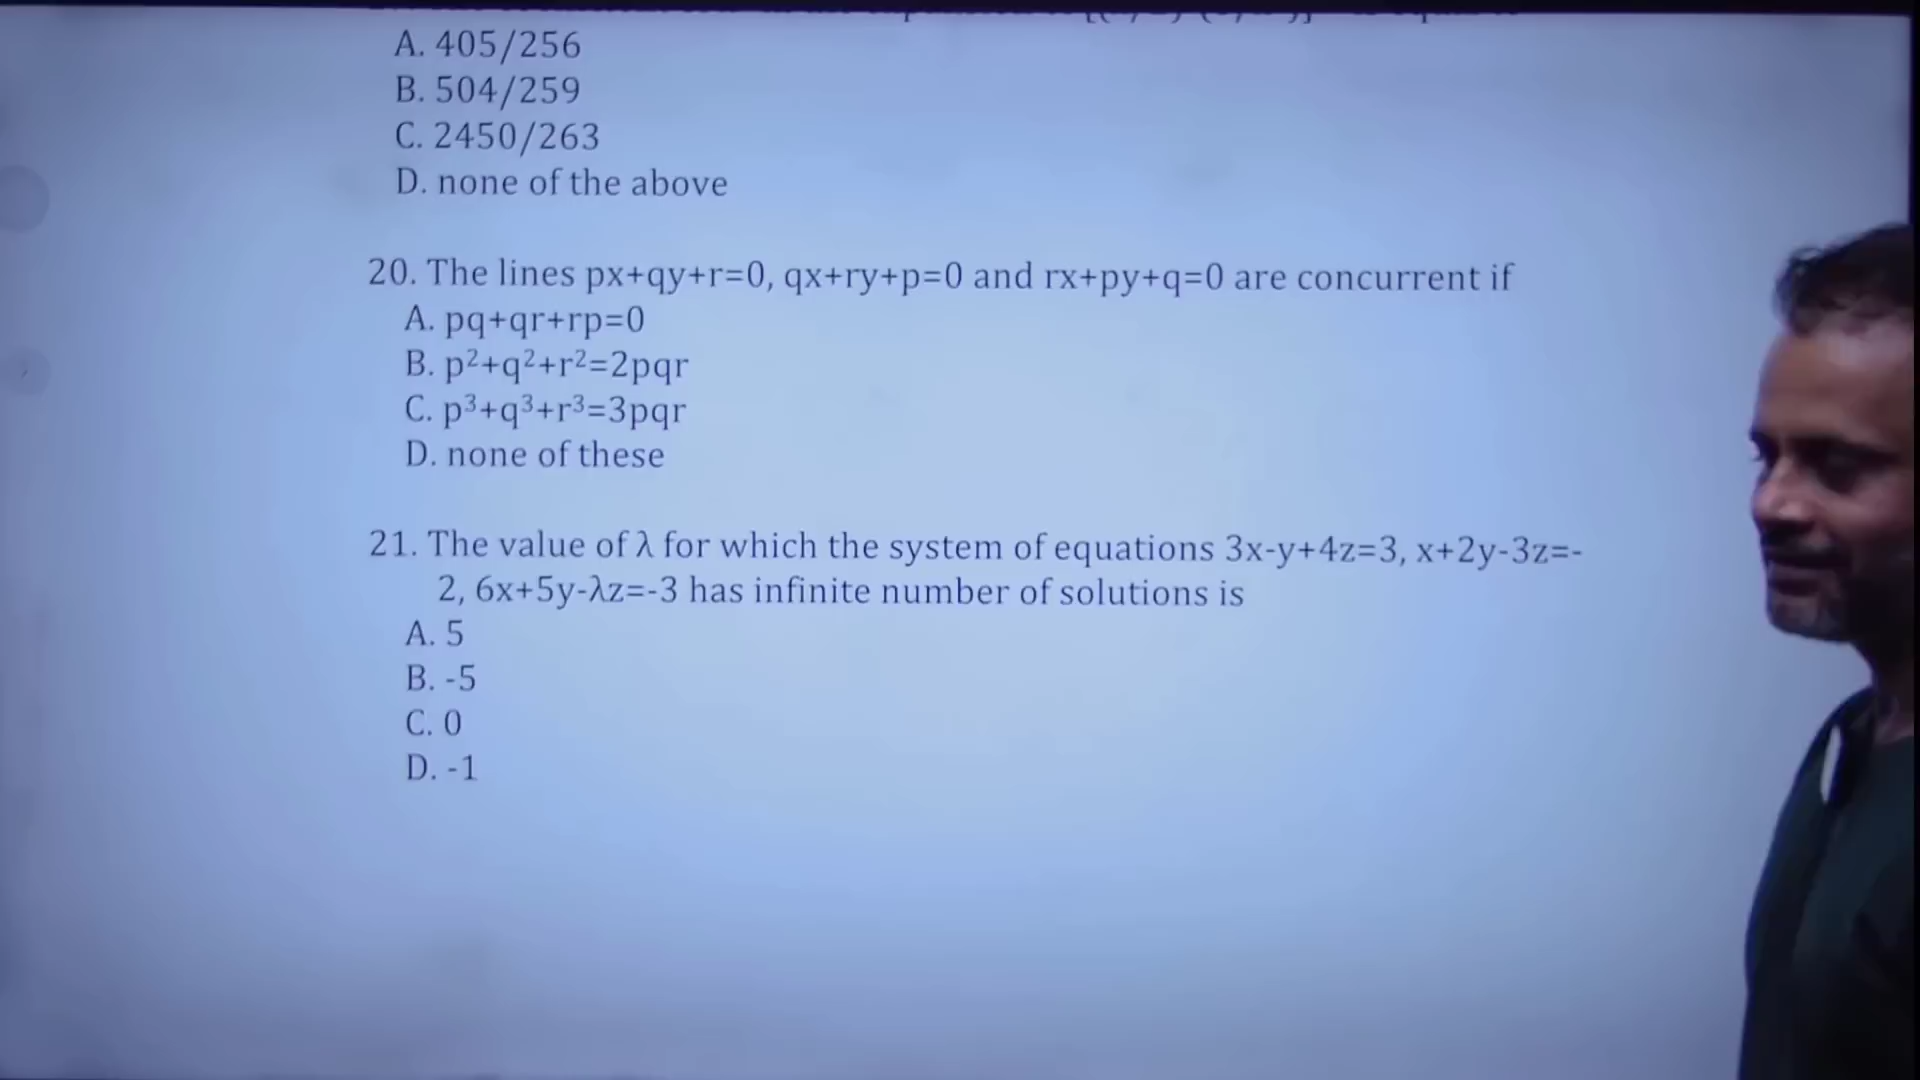 A. 405/256
B. 504/259
C. 2450/263
D. none of the above
20. The lines px+qy+r=0, qx+ry+p=0 and rx+py+q=0 are concurrent if
A. pq+qr+rp=0
B. p²+q²+r²=2pqr
C. p³+q³+r³=3pqr
D. none of these
21. The value of λ for which the system of equations 3x-y+4z=3, x+2y-3z=-
2, 6x+5y-λz=-3 has infinite number of solutions is
A. 5
B. -5
C. 0
D. -1